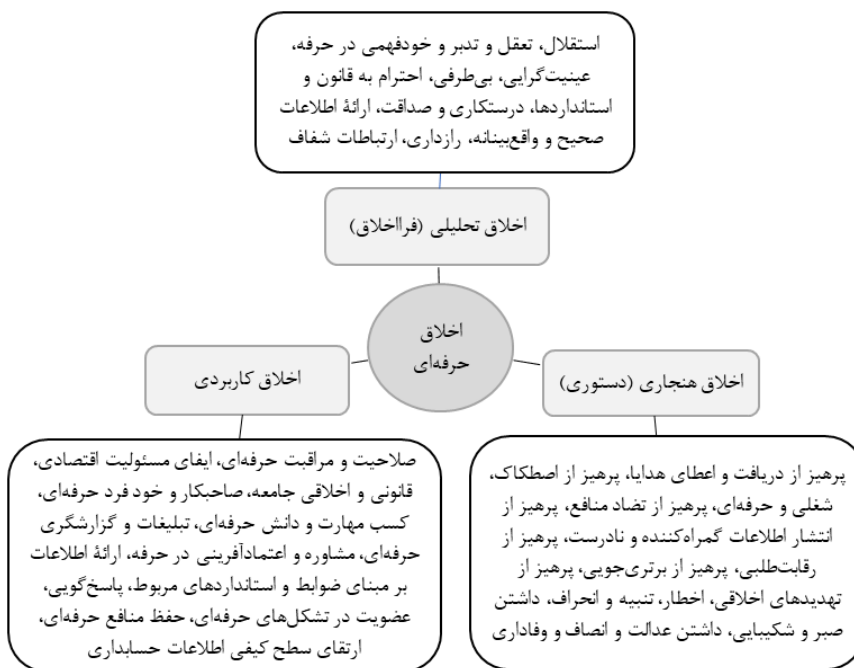 استقلال، تعقل و تدبر و خودفهمی در حرفه،
عینیت‌گرایی، بی‌طرفی، احترام به قانون و
استانداردها، درستکاری و صداقت، ارائهٔ اطلاعات
صحیح و واقع‌بینانه، رازداری، ارتباطات شفاف
اخلاق تحلیلی (فرااخلاق)
اخلاق
حرفه‌ای
اخلاق هنجاری (دستوری)
پرهیز از دریافت و اعطای هدایا، پرهیز از اصطکاک،
شغلی و حرفه‌ای، پرهیز از تضاد منافع، پرهیز از
انتشار اطلاعات گمراه‌کننده و نادرست، پرهیز از
رقابت‌طلبی، پرهیز از برتری‌جویی، پرهیز از
تهدیدهای اخلاقی، اخطار، تنبیه و انحراف، داشتن
صبر و شکیبایی، داشتن عدالت و انصاف و وفاداری
اخلاق کاربردی
صلاحیت و مراقبت حرفه‌ای، ایفای مسئولیت اقتصادی،
قانونی و اخلاقی جامعه، صاحبکار و خود فرد حرفه‌ای،
کسب مهارت و دانش حرفه‌ای، تبلیغات و گزارشگری
حرفه‌ای، مشاوره و اعتمادآفرینی در حرفه، ارائهٔ اطلاعات
بر مبنای ضوابط و استانداردهای مربوط، پاسخ‌گویی،
عضویت در تشکل‌های حرفه‌ای، حفظ منافع حرفه‌ای،
ارتقای سطح کیفی اطلاعات حسابداری